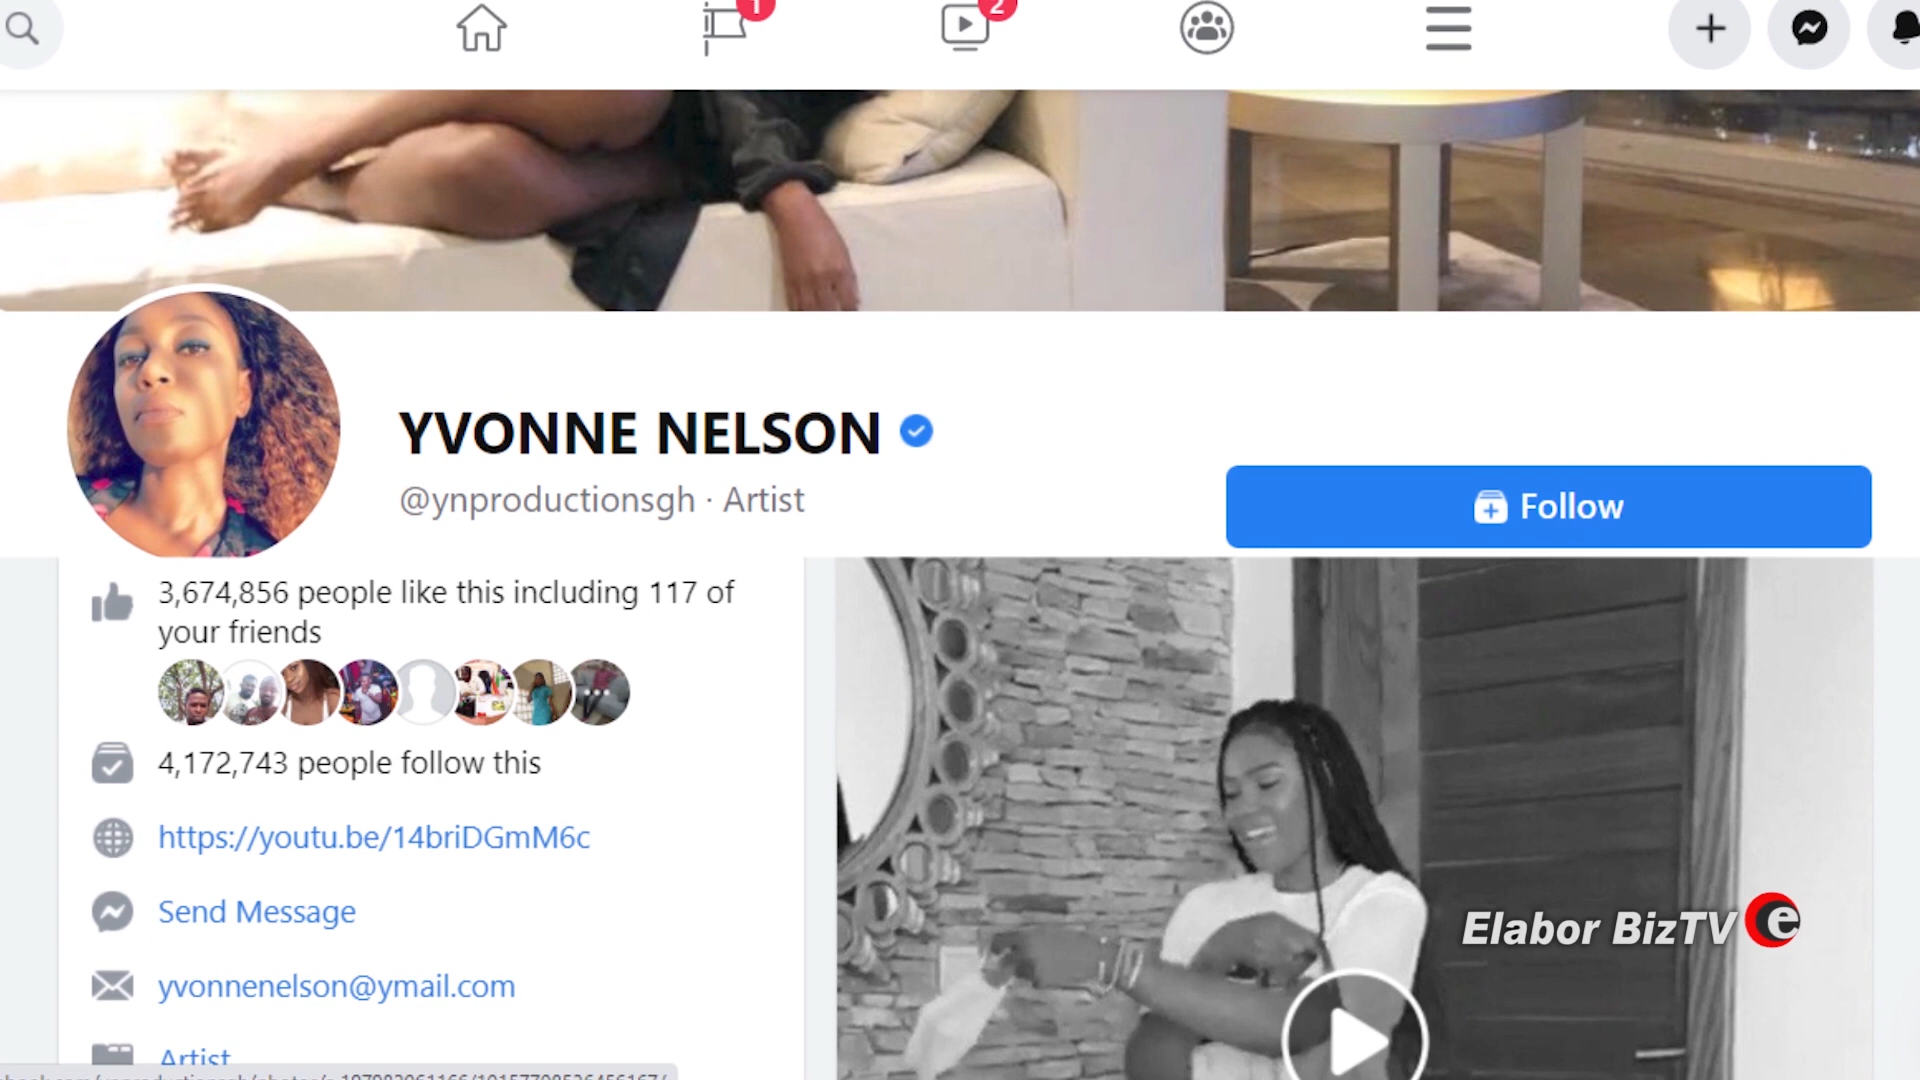 1
2
YVONNE NELSON
@ynproductionsgh · Artist
Follow
3,674,856 people like this including 117 of
your friends
4,172,743 people follow this
https://youtu.be/14briDGmM6c
Send Message
yvonnenelson@ymail.com
Artist
Elabor BizTV e